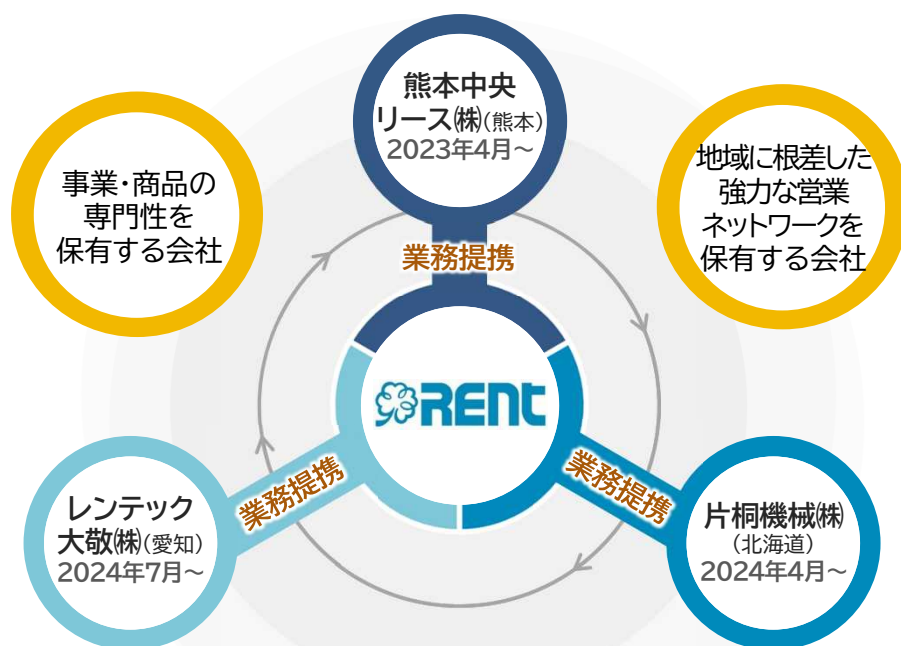 熊本中央
リース㈱(熊本)
2023年4月～
事業・商品の
専門性を
保有する会社
地域に根差した
強力な営業
ネットワークを
保有する会社
業務提携
RENT
業務提携
業務提携
レンテック
大敬㈱(愛知)
2024年7月～
片桐機械㈱
(北海道)
2024年4月～